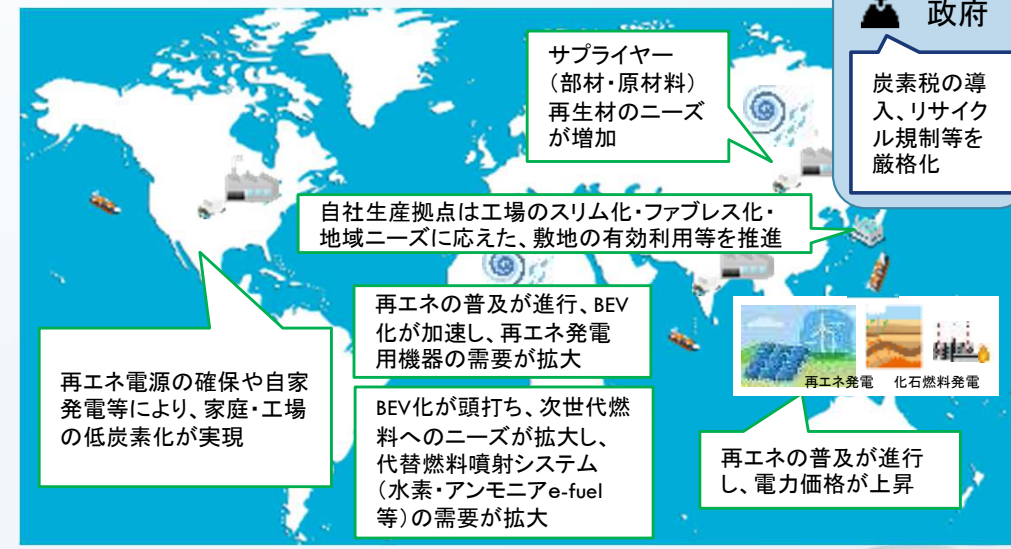 政府
炭素税の導
入、リサイク
ル規制等を
厳格化
サプライヤー
（部材・原材料）
再生材のニーズ
が増加
自社生産拠点は工場のスリム化・ファブレス化・
地域ニーズに応えた、敷地の有効利用等を推進
再エネの普及が進行、BEV
化が加速し、再エネ発電
用機器の需要が拡大
再エネ電源の確保や自家
発電等により、家庭・工場
の低炭素化が実現
BEV化が頭打ち、次世代燃
料へのニーズが拡大し、
代替燃料噴射システム
（水素・アンモニアe-fuel
等）の需要が拡大
再エネ発電 化石燃料発電
再エネの普及が進行
し、電力価格が上昇